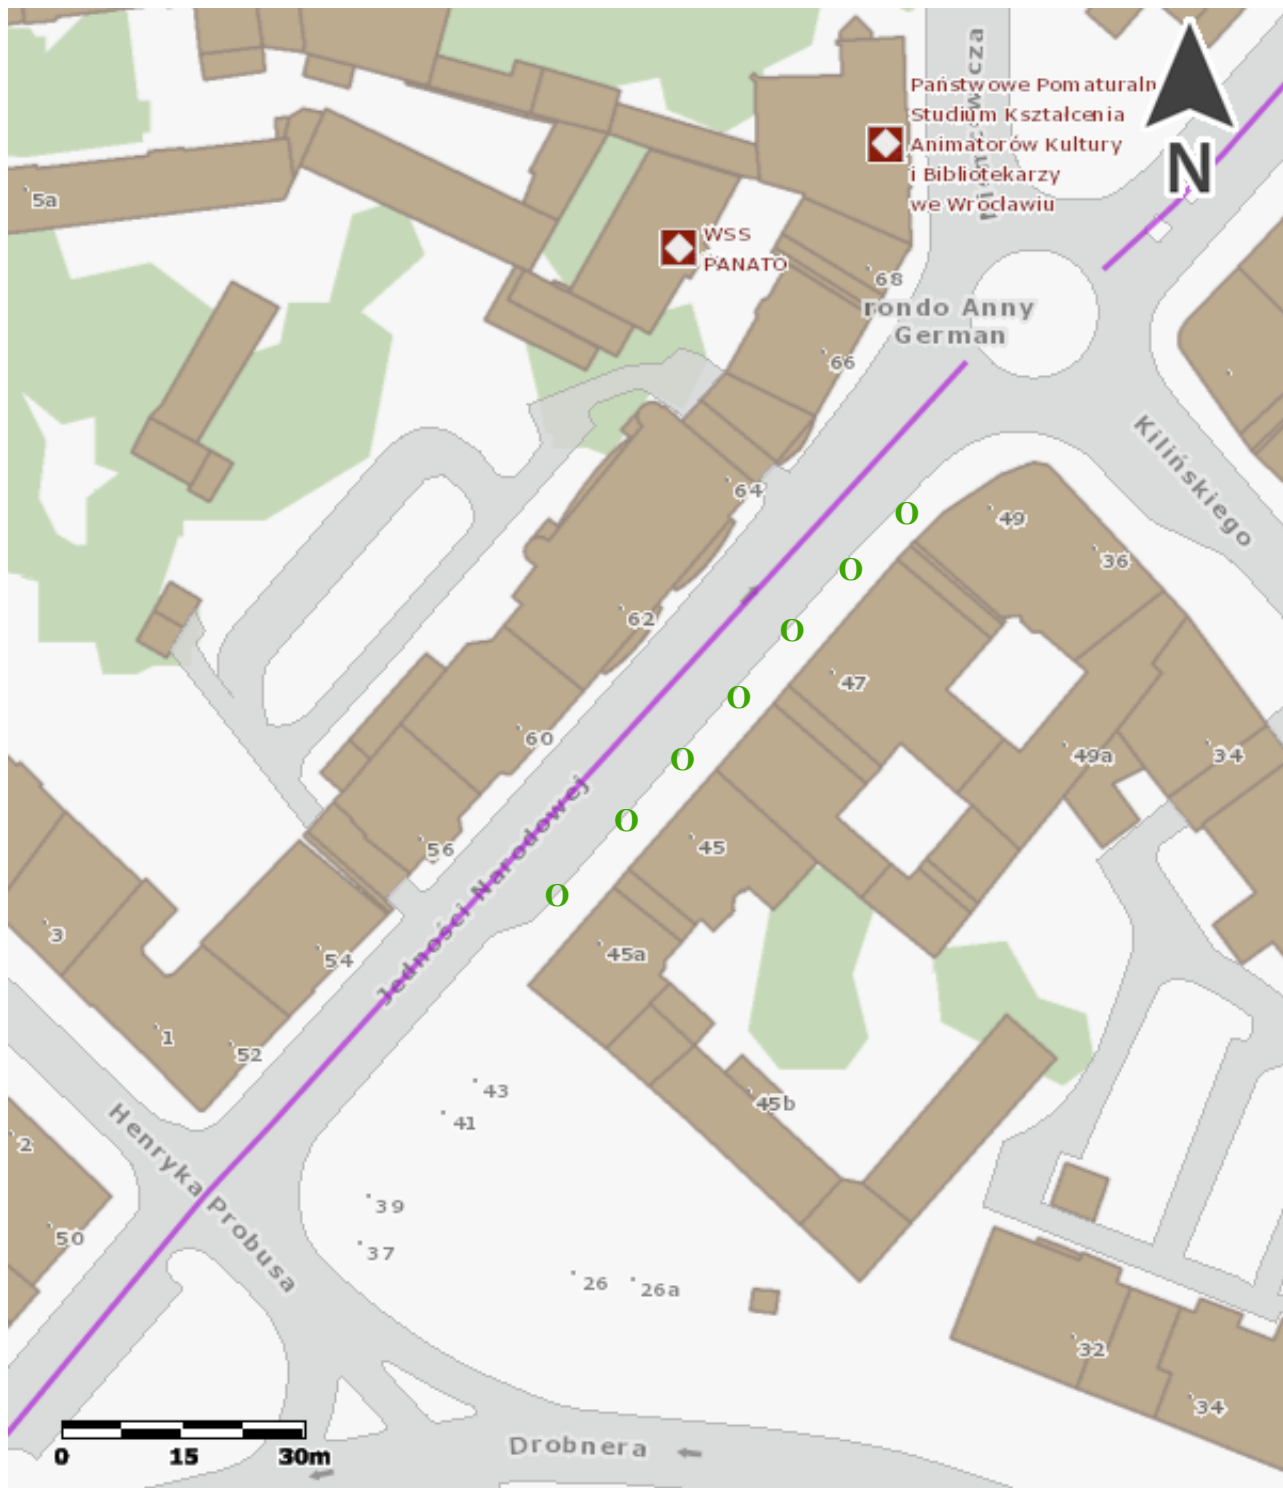 Państwowe Pomaturaln
Studium Kształcenia
Animatorów Kultury
i Bibliotekarzy
we Wrocławiu
N
5a
WSS
PANATO
68
rondo Anny
German
66
Kilińskiego
64
49
O
36
O
62
O
47
O
60
49a
34
O
56
45
O
O
3
54
45a
Jedności Narodowej
1
52
43
45b
41
2
Henryka Probusa
39
50
37
26
26a
32
34
Drobnera
0 15 30m